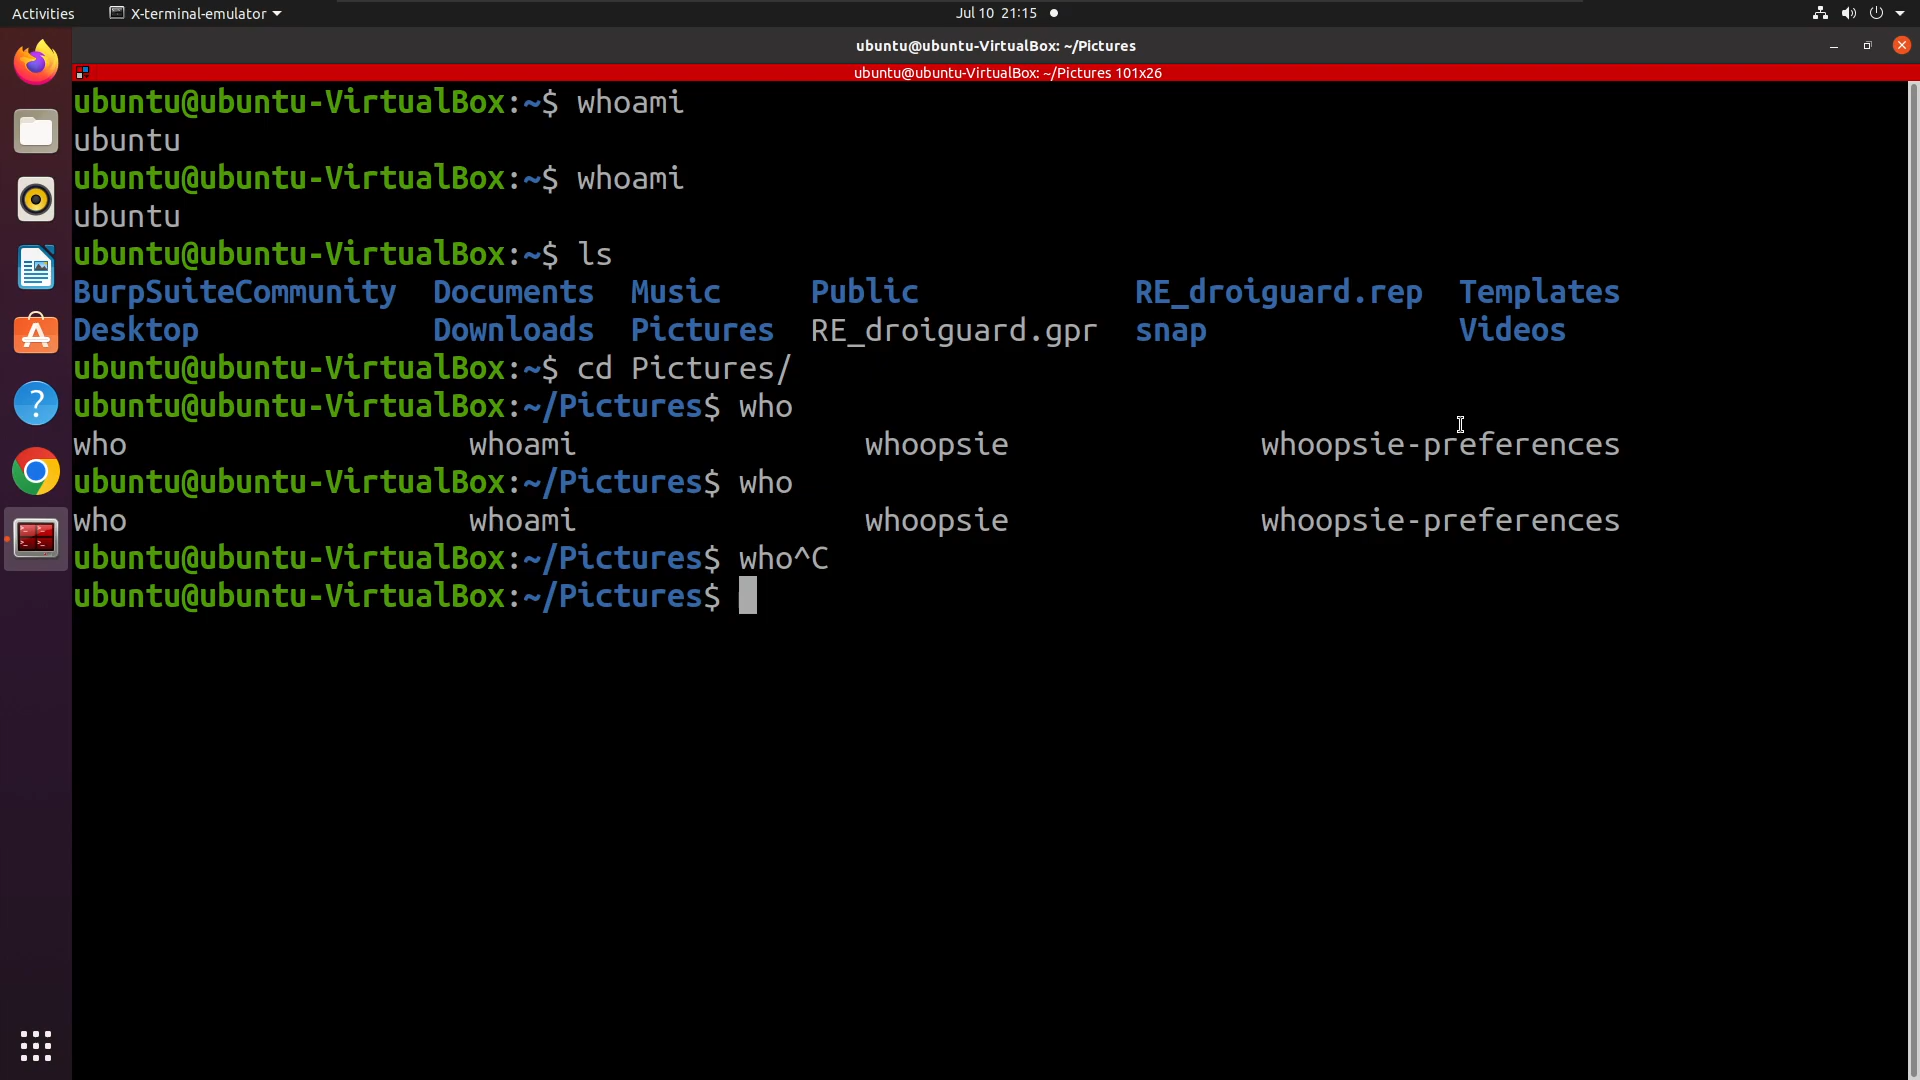 Activities X-terminal-emulator Jul 10 21:15
ubuntu@ubuntu-VirtualBox: ~/Pictures
ubuntu@ubuntu-VirtualBox: ~/Pictures 101x26
ubuntu@ubuntu-VirtualBox:~$ whoami
ubuntu
ubuntu@ubuntu-VirtualBox:~$ whoami
ubuntu
ubuntu@ubuntu-VirtualBox:~$ ls
BurpSuiteCommunity Documents Music Public RE_droiguard.rep Templates
Desktop Downloads Pictures RE_droiguard.gpr snap Videos
ubuntu@ubuntu-VirtualBox:~$ cd Pictures/
ubuntu@ubuntu-VirtualBox:~/Pictures$ who
who whoami whoopsie whoopsie-preferences
ubuntu@ubuntu-VirtualBox:~/Pictures$ who
who whoami whoopsie whoopsie-preferences
ubuntu@ubuntu-VirtualBox:~/Pictures$ who^C
ubuntu@ubuntu-VirtualBox:~/Pictures$